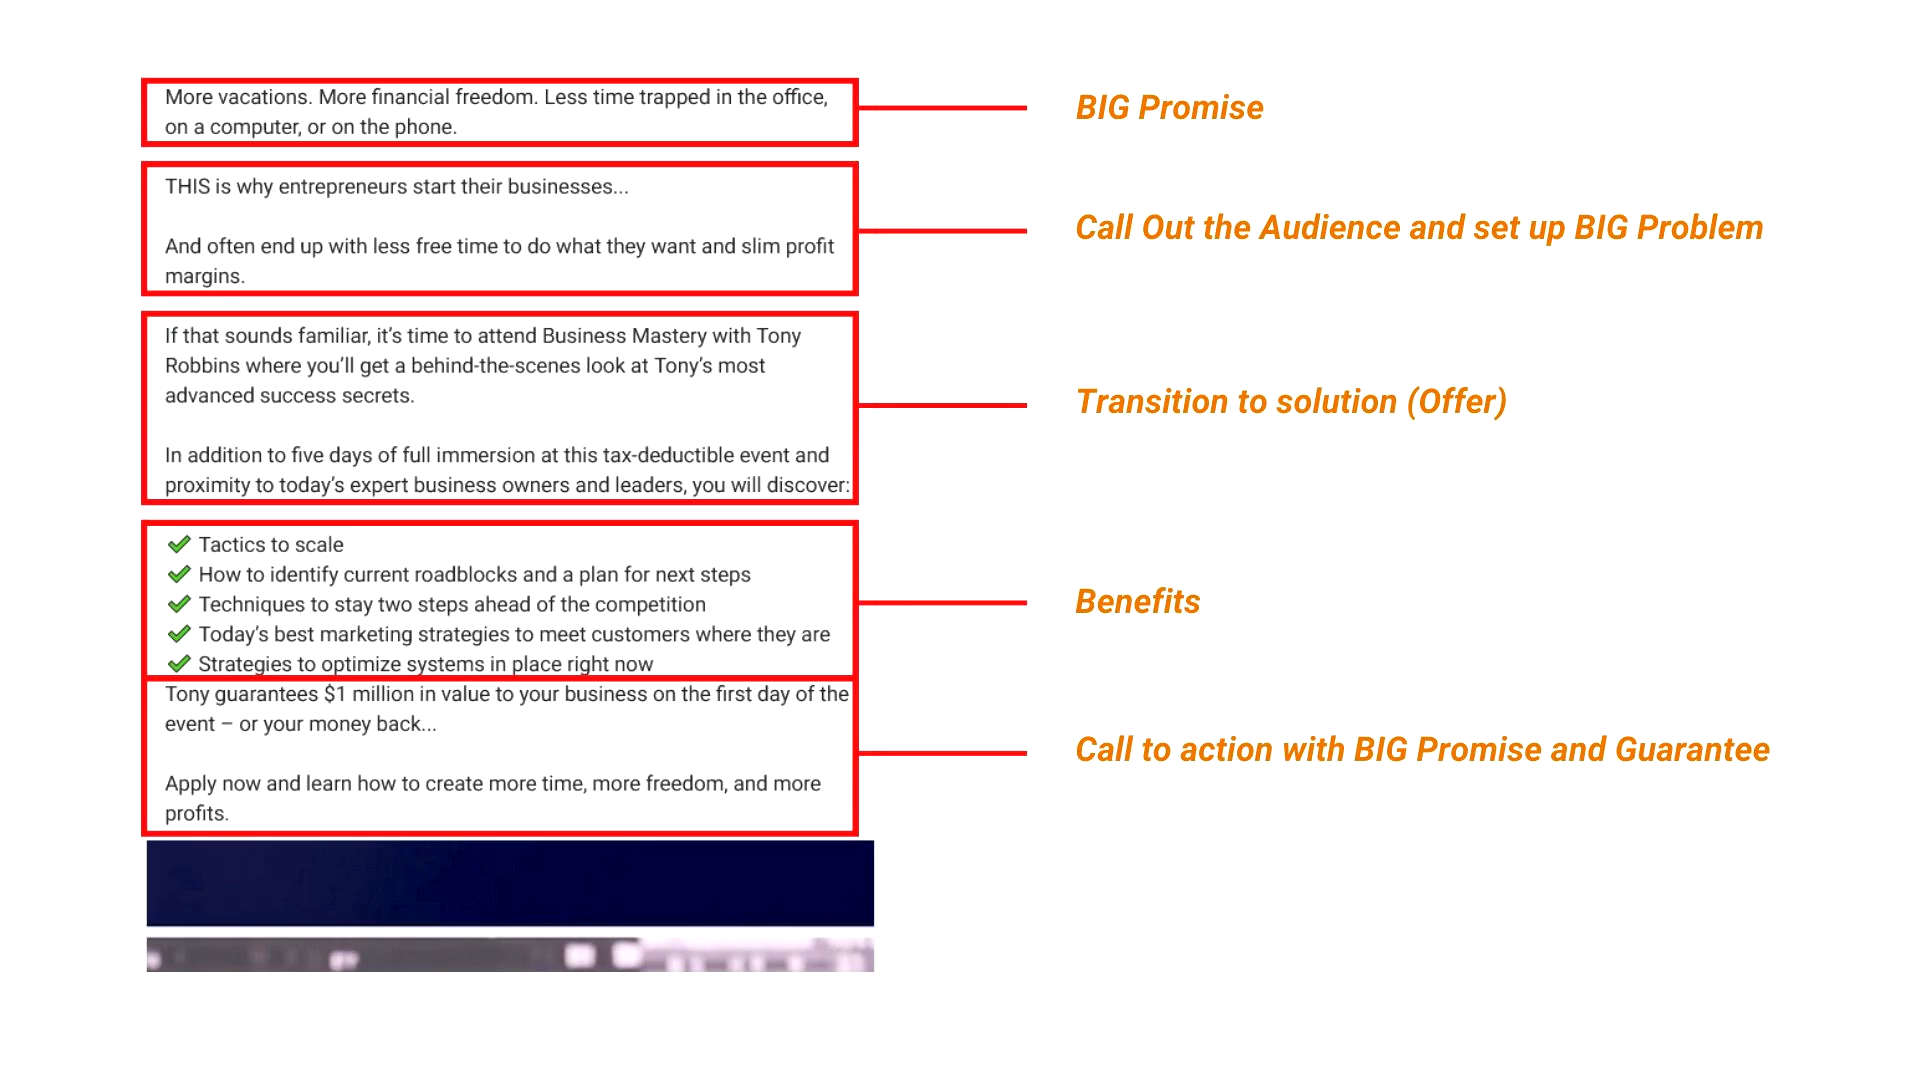 More vacations. More financial freedom. Less time trapped in the office,
on a computer, or on the phone.
BIG Promise
THIS is why entrepreneurs start their businesses...
And often end up with less free time to do what they want and slim profit
margins.
Call Out the Audience and set up BIG Problem
If that sounds familiar, it’s time to attend Business Mastery with Tony
Robbins where you’ll get a behind-the-scenes look at Tony’s most
advanced success secrets.
In addition to five days of full immersion at this tax-deductible event and
proximity to today’s expert business owners and leaders, you will discover:
Transition to solution (Offer)
✔ Tactics to scale
✔ How to identify current roadblocks and a plan for next steps
✔ Techniques to stay two steps ahead of the competition
✔ Today’s best marketing strategies to meet customers where they are
✔ Strategies to optimize systems in place right now
Benefits
Tony guarantees $1 million in value to your business on the first day of the
event – or your money back...
Apply now and learn how to create more time, more freedom, and more
profits.
Call to action with BIG Promise and Guarantee